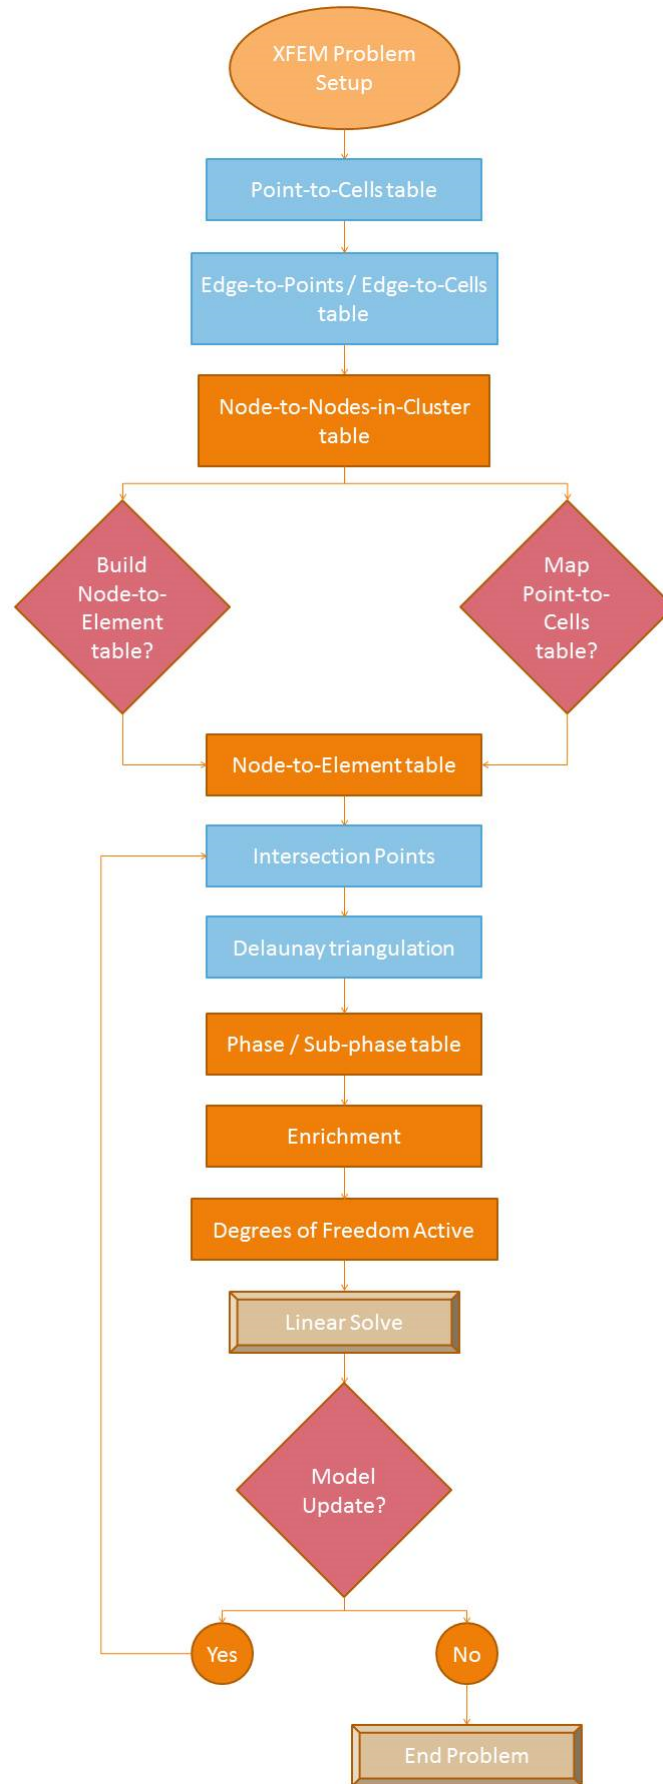 XFEM Problem
Setup
Point-to-Cells table
Edge-to-Points / Edge-to-Cells
table
Node-to-Nodes-in-Cluster
table
Build
Node-to-
Element
table?
Map
Point-to-
Cells
table?
Node-to-Element table
Intersection Points
Delaunay triangulation
Phase / Sub-phase table
Enrichment
Degrees of Freedom Active
Linear Solve
Model
Update?
Yes
No
End Problem